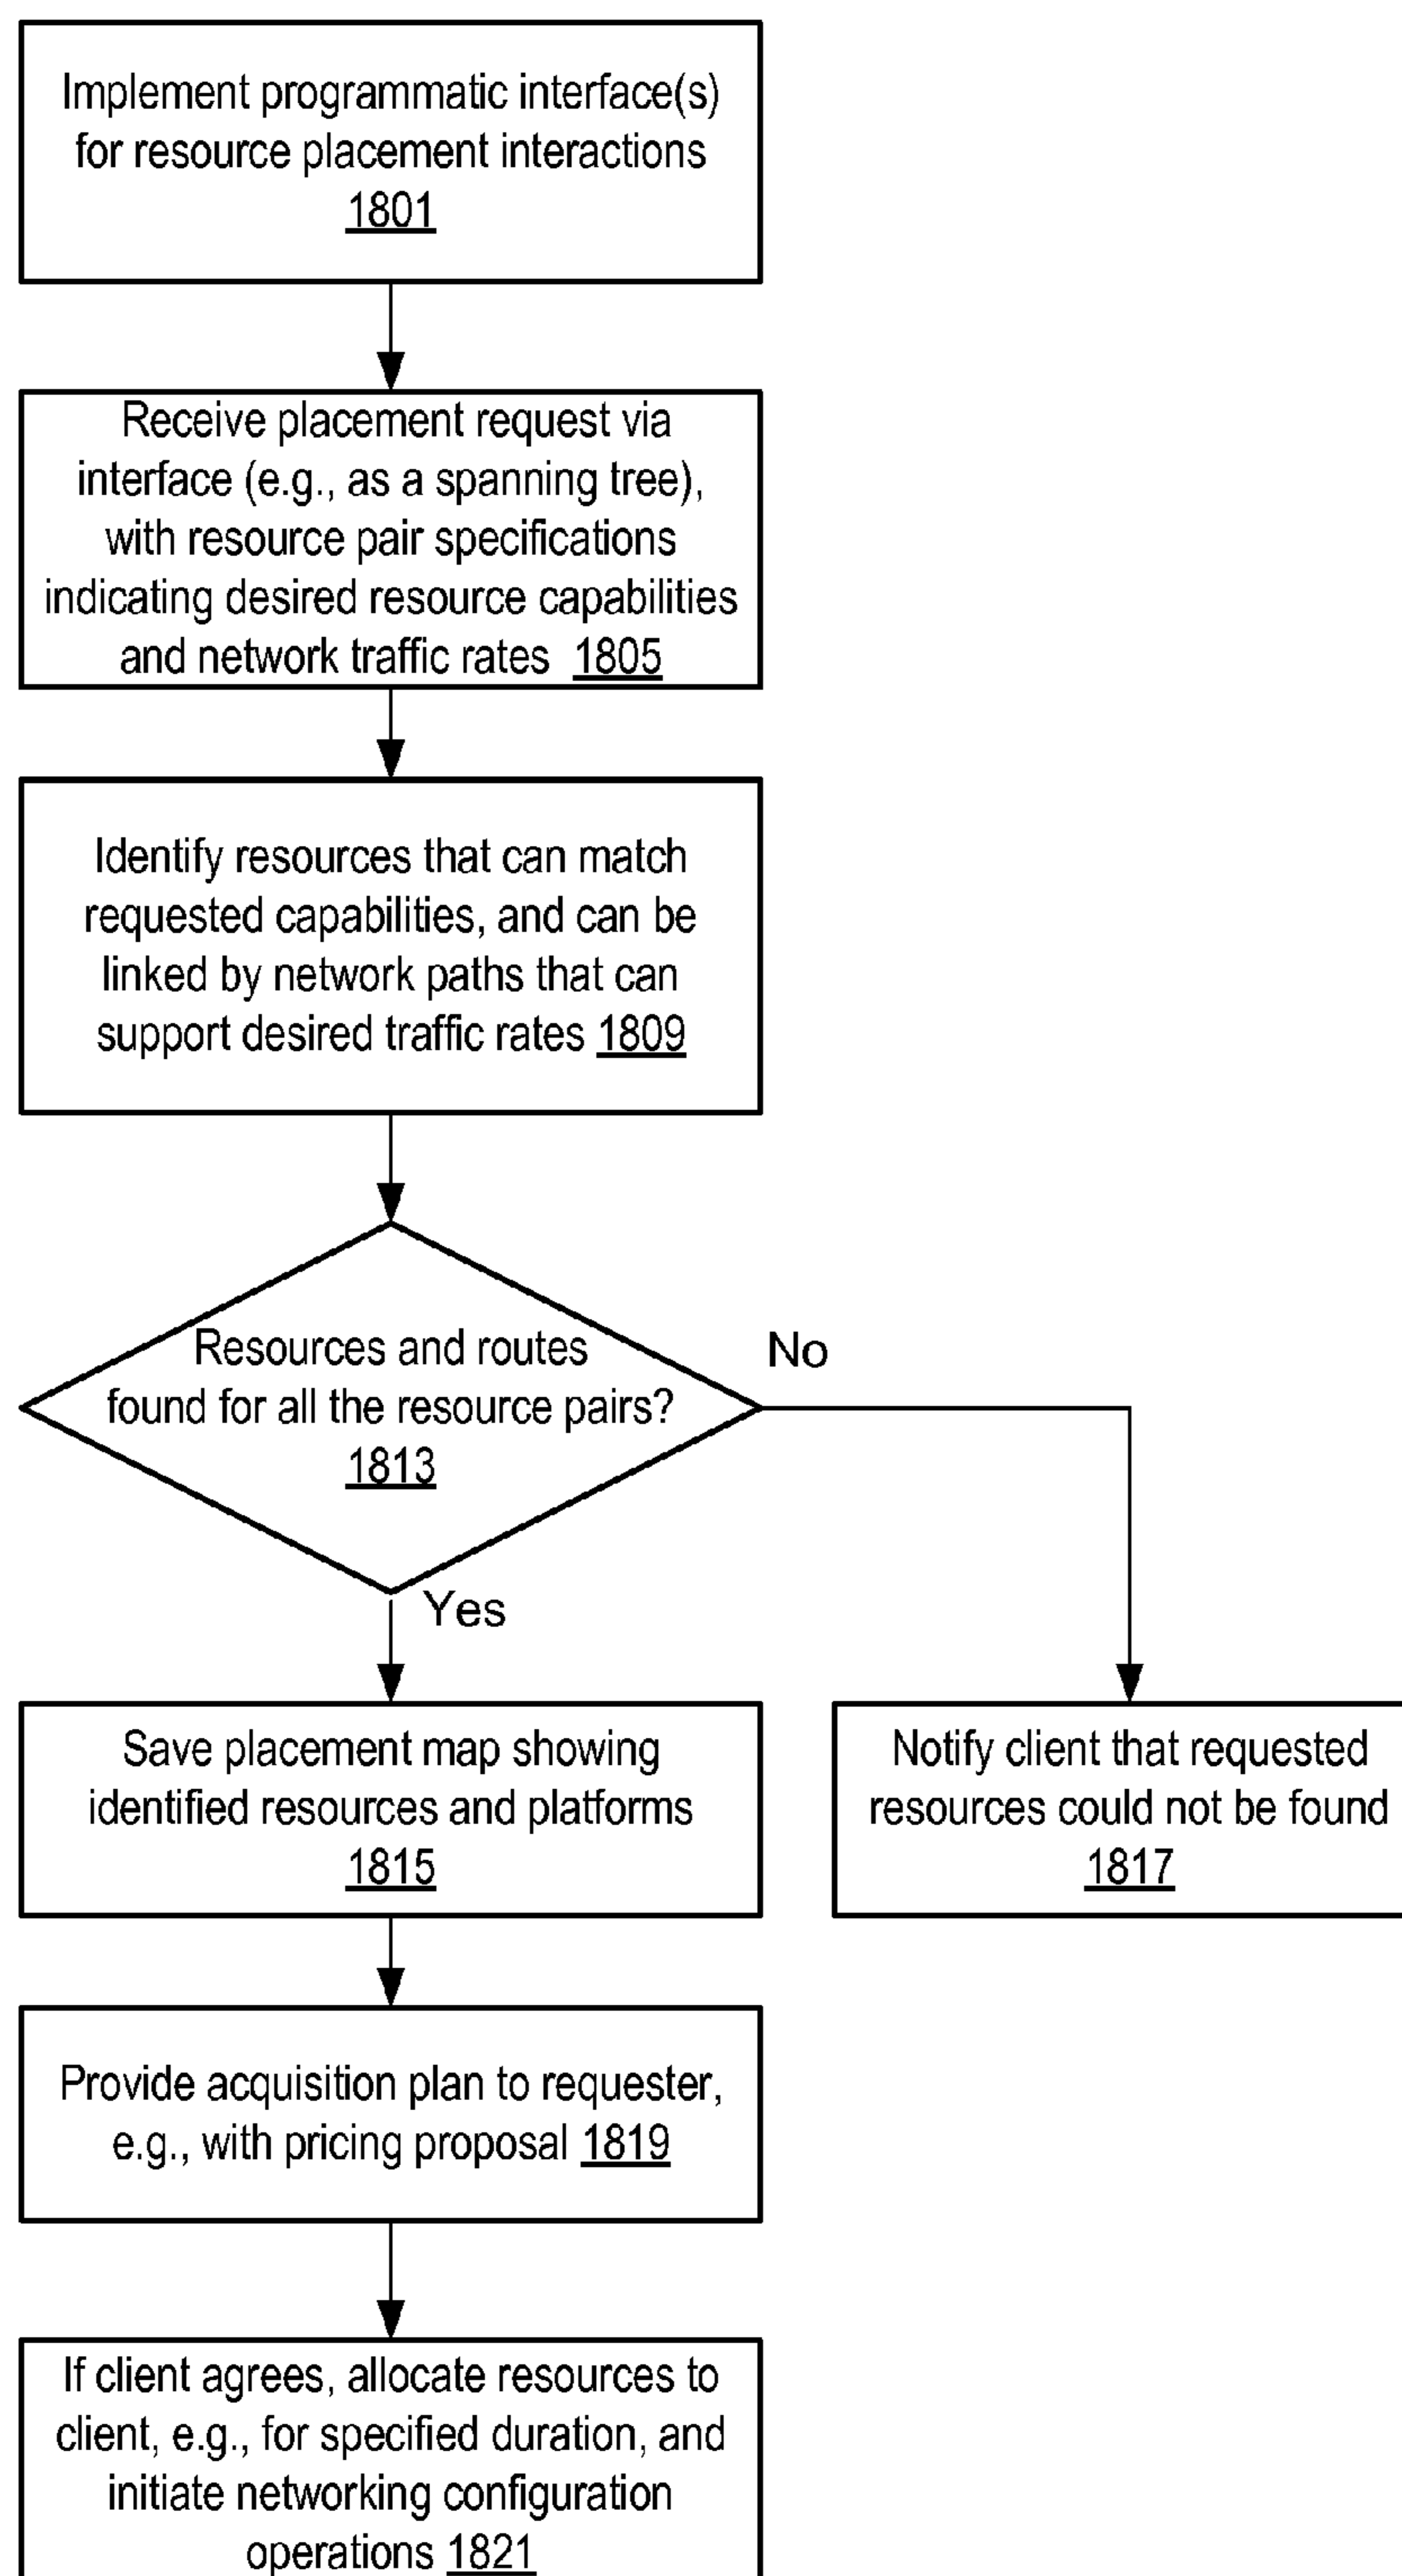 Implement programmatic interface(s)
for resource placement interactions
1801
Receive placement request via
interface (e.g., as a spanning tree),
with resource pair specifications
indicating desired resource capabilities
and network traffic rates 1805
Identify resources that can match
requested capabilities, and can be
linked by network paths that can
support desired traffic rates 1809
Resources and routes
found for all the resource pairs?
1813
No
Yes
Save placement map showing
identified resources and platforms
1815
Notify client that requested
resources could not be found
1817
Provide acquisition plan to requester,
e.g., with pricing proposal 1819
If client agrees, allocate resources to
client, e.g., for specified duration, and
initiate networking configuration
operations 1821